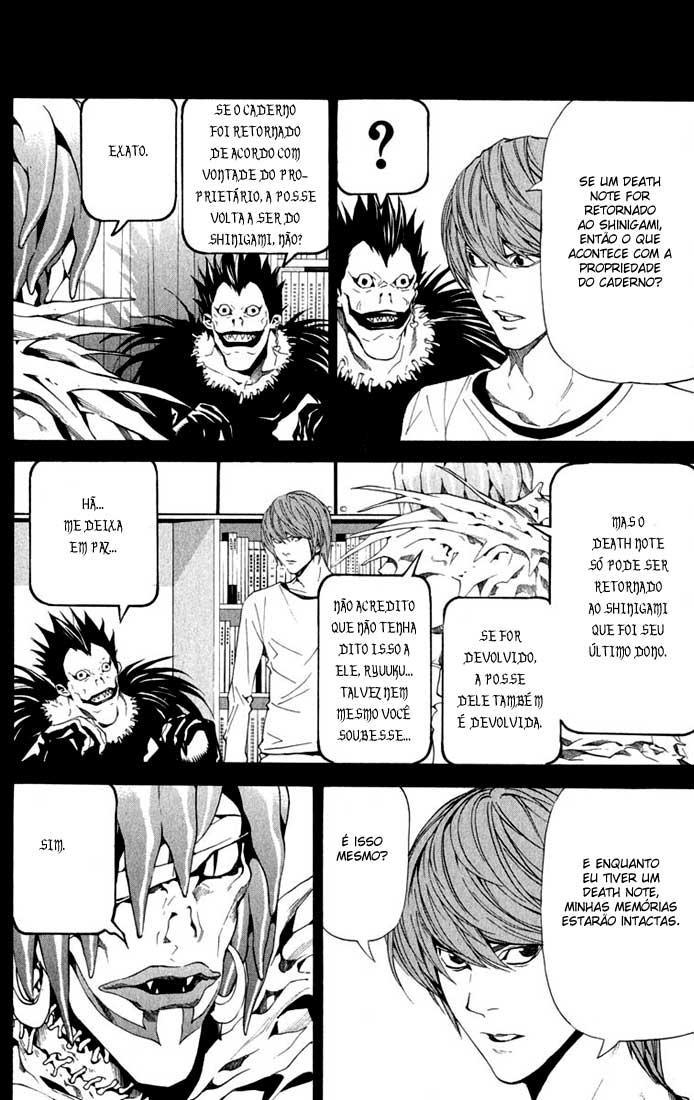 SE UM DEATH
NOTE FOR
RETORNADO
AO SHINIGAMI,
ENTÃO O QUE
ACONTECE COM A
PROPRIEDADE
DO CADERNO?
?
SE O CADERNO
FOI RETORNADO
DE ACORDO COM
VONTADE DO PRO-
PRIETÁRIO, A POSSE
VOLTA A SER DO
SHINIGAMI, NÃO?
EXATO.
MAS O
DEATH NOTE
SÓ PODE SER
RETORNADO
AO SHINIGAMI
QUE FOI SEU
ÚLTIMO DONO.
SE FOR
DEVOLVIDO,
A POSSE
DELE TAMBÉM
É DEVOLVIDA.
NÃO ACREDITO
QUE NÃO TENHA
DITO ISSO A
ELE, RYUUKU...
TALVEZ NEM
MESMO VOCÊ
SOUBESSE...
HÃ...
ME DEIXA
EM PAZ...
E ENQUANTO
EU TIVER UM
DEATH NOTE,
MINHAS MEMÓRIAS
ESTARÃO INTACTAS.
É ISSO
MESMO?
SIM.